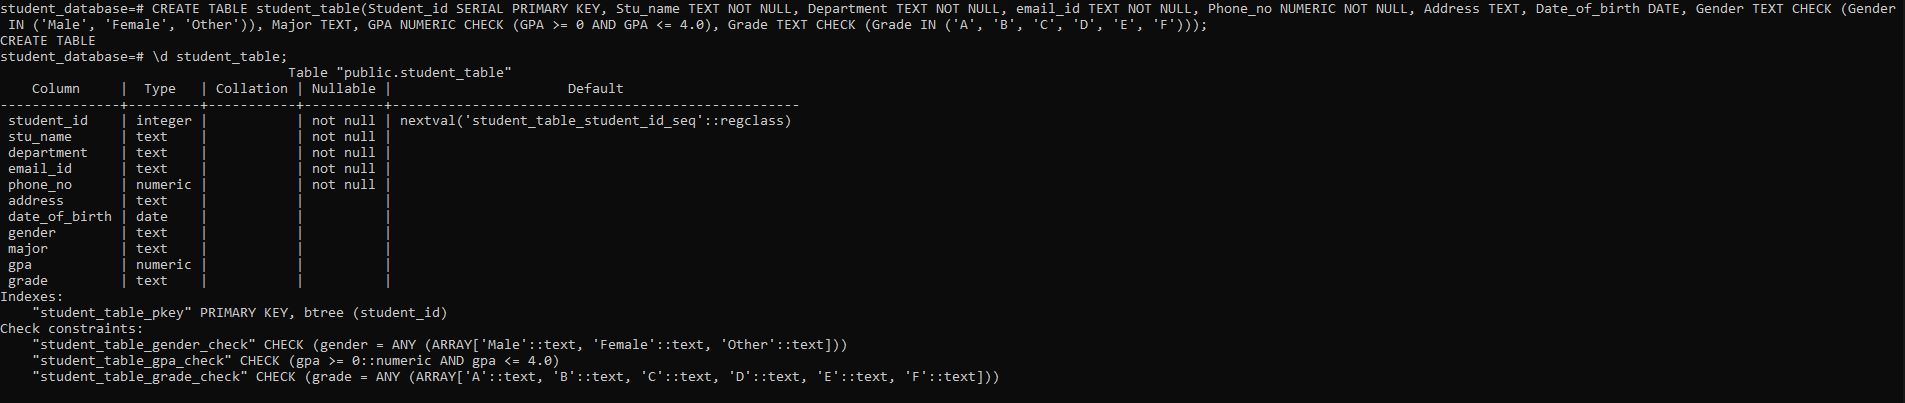 student_database=# CREATE TABLE student_table(Student_id SERIAL PRIMARY KEY, Stu_name TEXT NOT NULL, Department TEXT NOT NULL, email_id TEXT NOT NULL, Phone_no NUMERIC NOT NULL, Address TEXT, Date_of_birth DATE, Gender TEXT CHECK (Gender
 IN ('Male', 'Female', 'Other')), Major TEXT, GPA NUMERIC CHECK (GPA >= 0 AND GPA <= 4.0), Grade TEXT CHECK (Grade IN ('A', 'B', 'C', 'D', 'E', 'F')));
CREATE TABLE
student_database=# \d student_table;
                                    Table "public.student_table"
    Column     |  Type   | Collation | Nullable |                      Default
---------------+---------+-----------+----------+---------------------------------------------------
 student_id    | integer |           | not null | nextval('student_table_student_id_seq'::regclass)
 stu_name      | text    |           | not null |
 department    | text    |           | not null |
 email_id      | text    |           | not null |
 phone_no      | numeric |           | not null |
 address       | text    |           |          |
 date_of_birth | date    |           |          |
 gender        | text    |           |          |
 major         | text    |           |          |
 gpa           | numeric |           |          |
 grade         | text    |           |          |
Indexes:
    "student_table_pkey" PRIMARY KEY, btree (student_id)
Check constraints:
    "student_table_gender_check" CHECK (gender = ANY (ARRAY['Male'::text, 'Female'::text, 'Other'::text]))
    "student_table_gpa_check" CHECK (gpa >= 0::numeric AND gpa <= 4.0)
    "student_table_grade_check" CHECK (grade = ANY (ARRAY['A'::text, 'B'::text, 'C'::text, 'D'::text, 'E'::text, 'F'::text]))